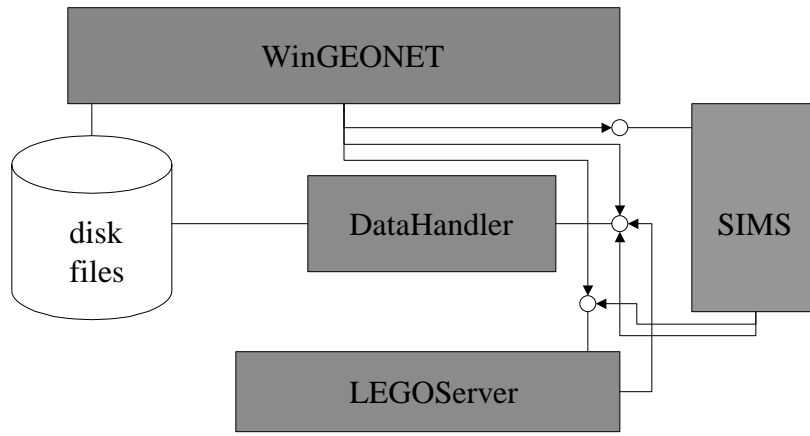 WinGEONET
DataHandler
SIMS
disk
files
LEGOServer